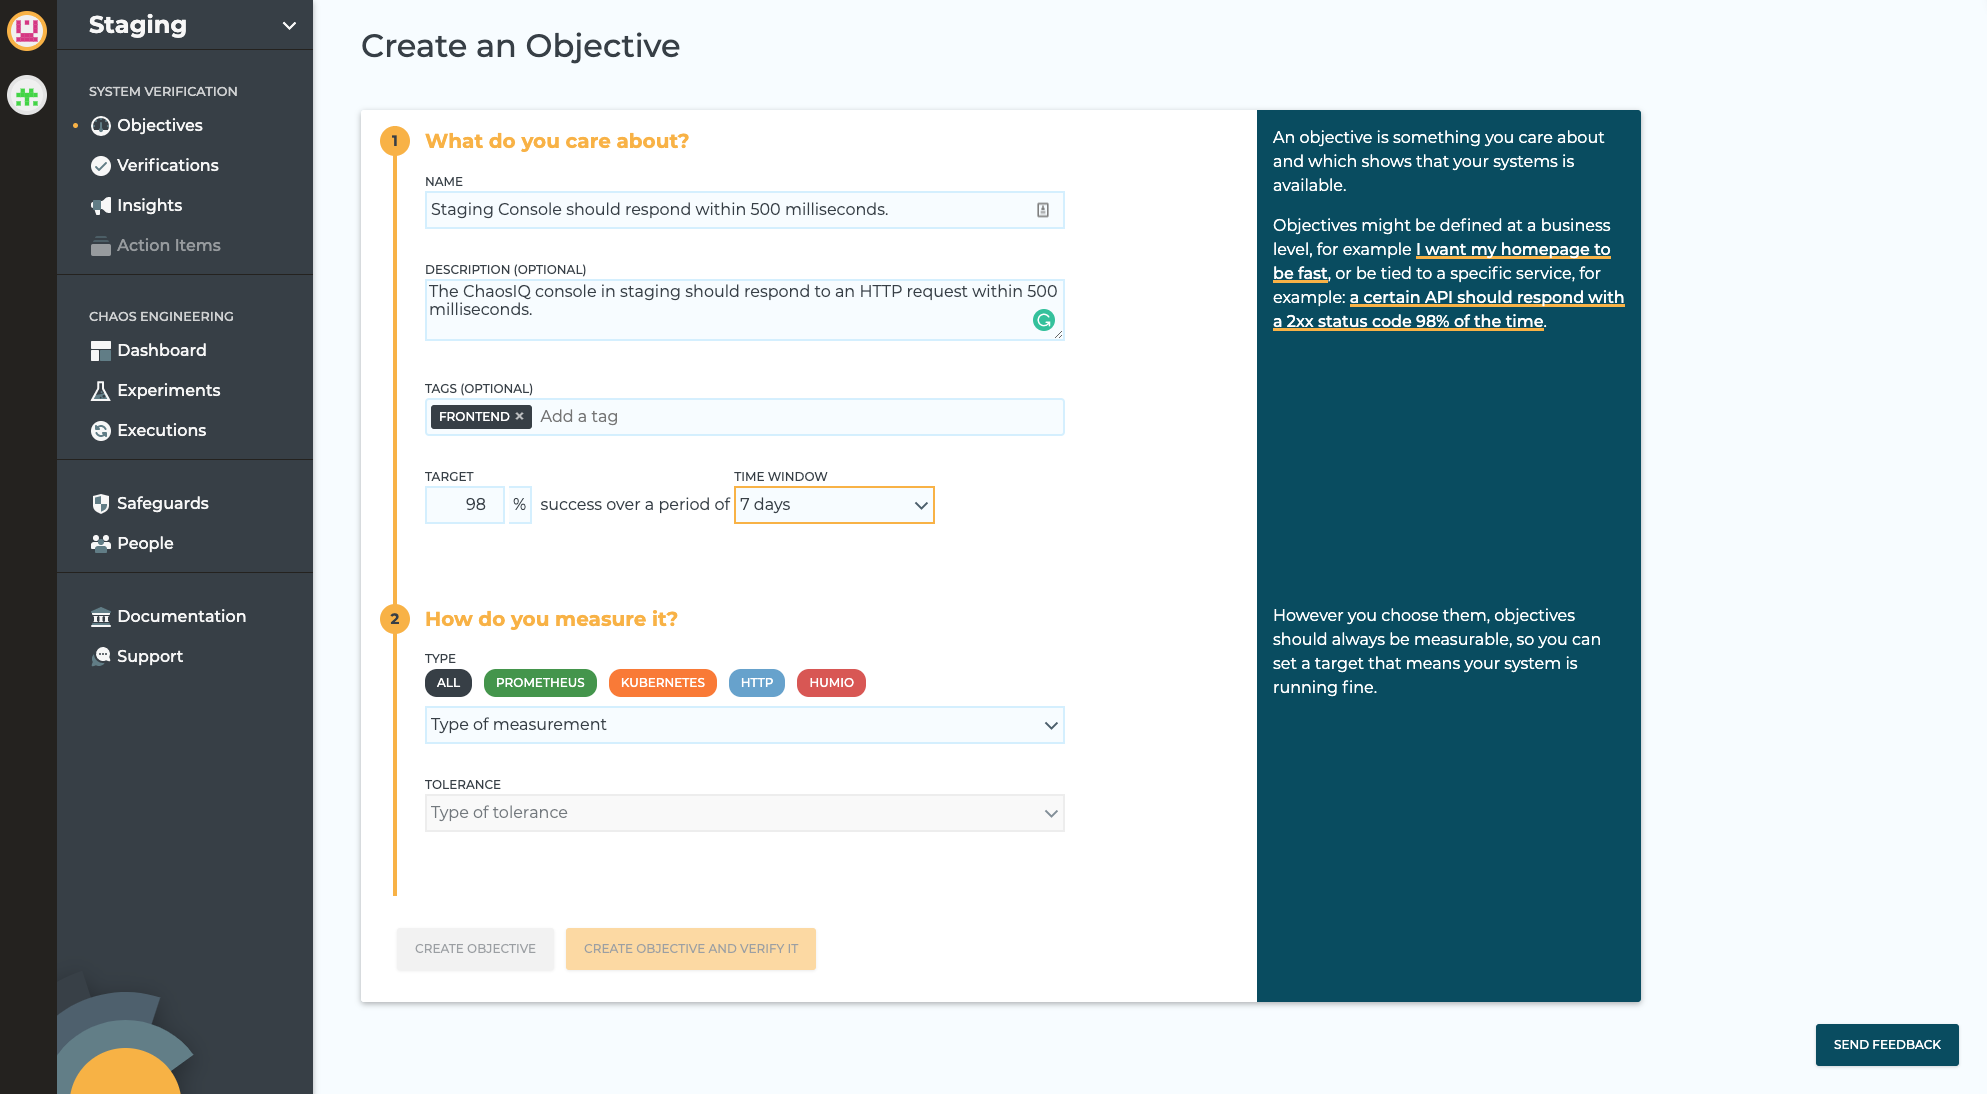 Staging
SYSTEM VERIFICATION
Objectives
Verifications
Insights
Action Items
CHAOS ENGINEERING
Dashboard
Experiments
Executions
Safeguards
People
Documentation
Support
Create an Objective
1 What do you care about?
NAME
Staging Console should respond within 500 milliseconds.
DESCRIPTION (OPTIONAL)
The ChaosIQ console in staging should respond to an HTTP request within 500
milliseconds.
TAGS (OPTIONAL)
FRONTEND × Add a tag
TARGET TIME WINDOW
98 % success over a period of 7 days
2 How do you measure it?
TYPE
ALL PROMETHEUS KUBERNETES HTTP HUMIO
Type of measurement
TOLERANCE
Type of tolerance
CREATE OBJECTIVE CREATE OBJECTIVE AND VERIFY IT
An objective is something you care about
and which shows that your systems is
available.
Objectives might be defined at a business
level, for example I want my homepage to
be fast, or be tied to a specific service, for
example: a certain API should respond with
a 2xx status code 98% of the time.
However you choose them, objectives
should always be measurable, so you can
set a target that means your system is
running fine.
SEND FEEDBACK